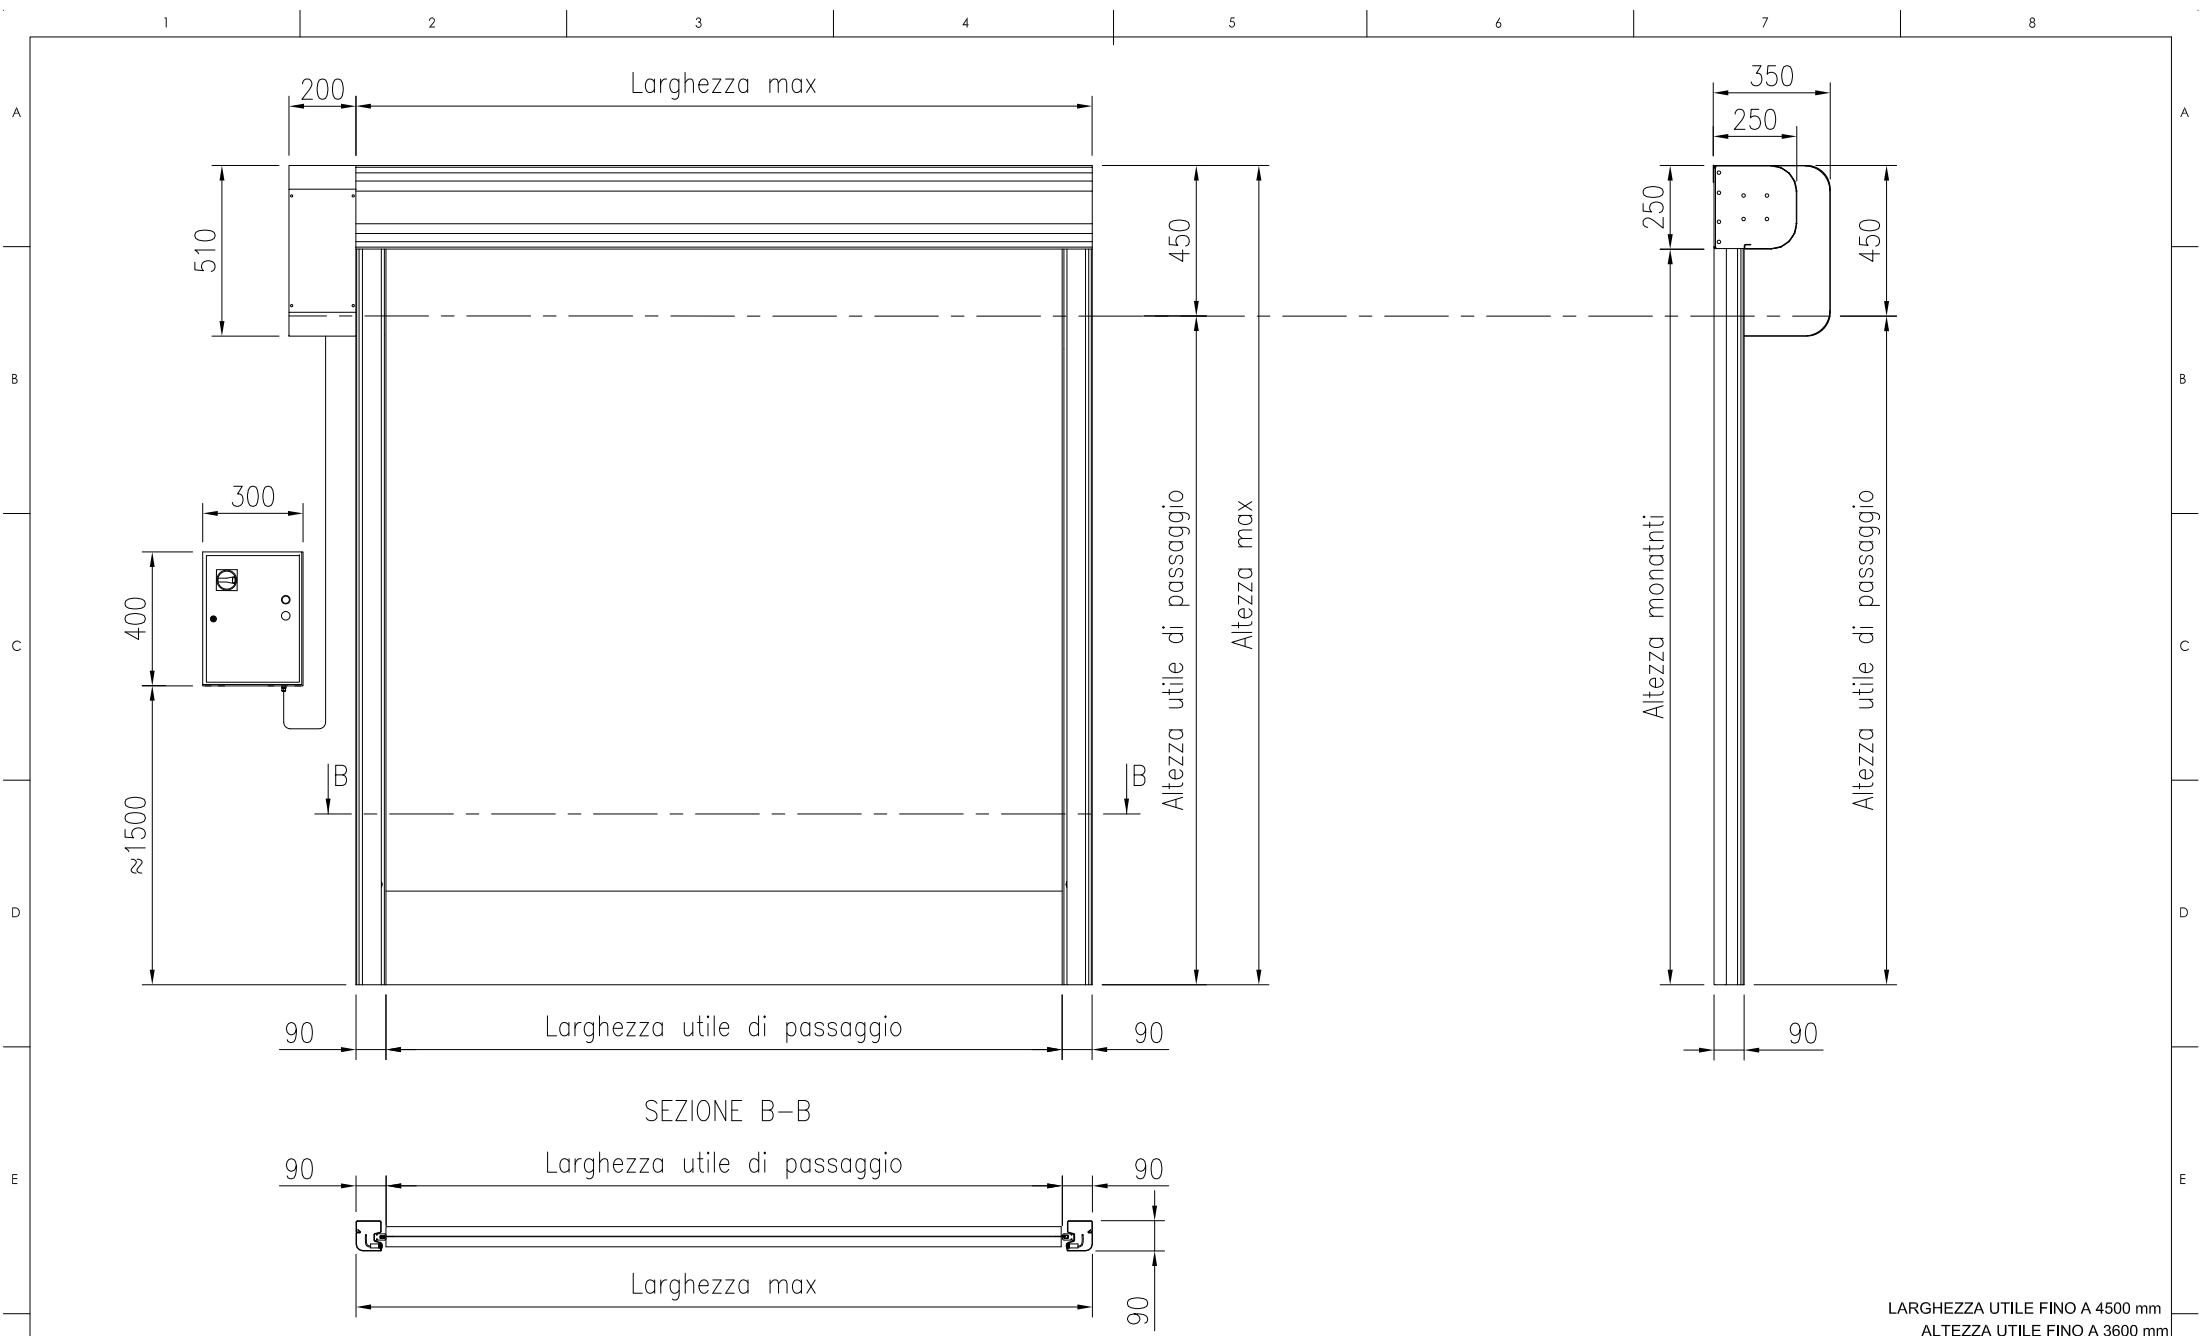 1 2 3 4 5 6 7 8
A A
200 Larghezza max 350
250
510 450 250 450
B B
300
400
Altezza utile di passaggio
Altezza max
Altezza monatnti
Altezza utile di passaggio
C C
≈1500
B B
D D
90 Larghezza utile di passaggio 90 90
SEZIONE B-B
90 Larghezza utile di passaggio 90
E E
Larghezza max
90
LARGHEZZA UTILE FINO A 4500 mm
ALTEZZA UTILE FINO A 3600 mm